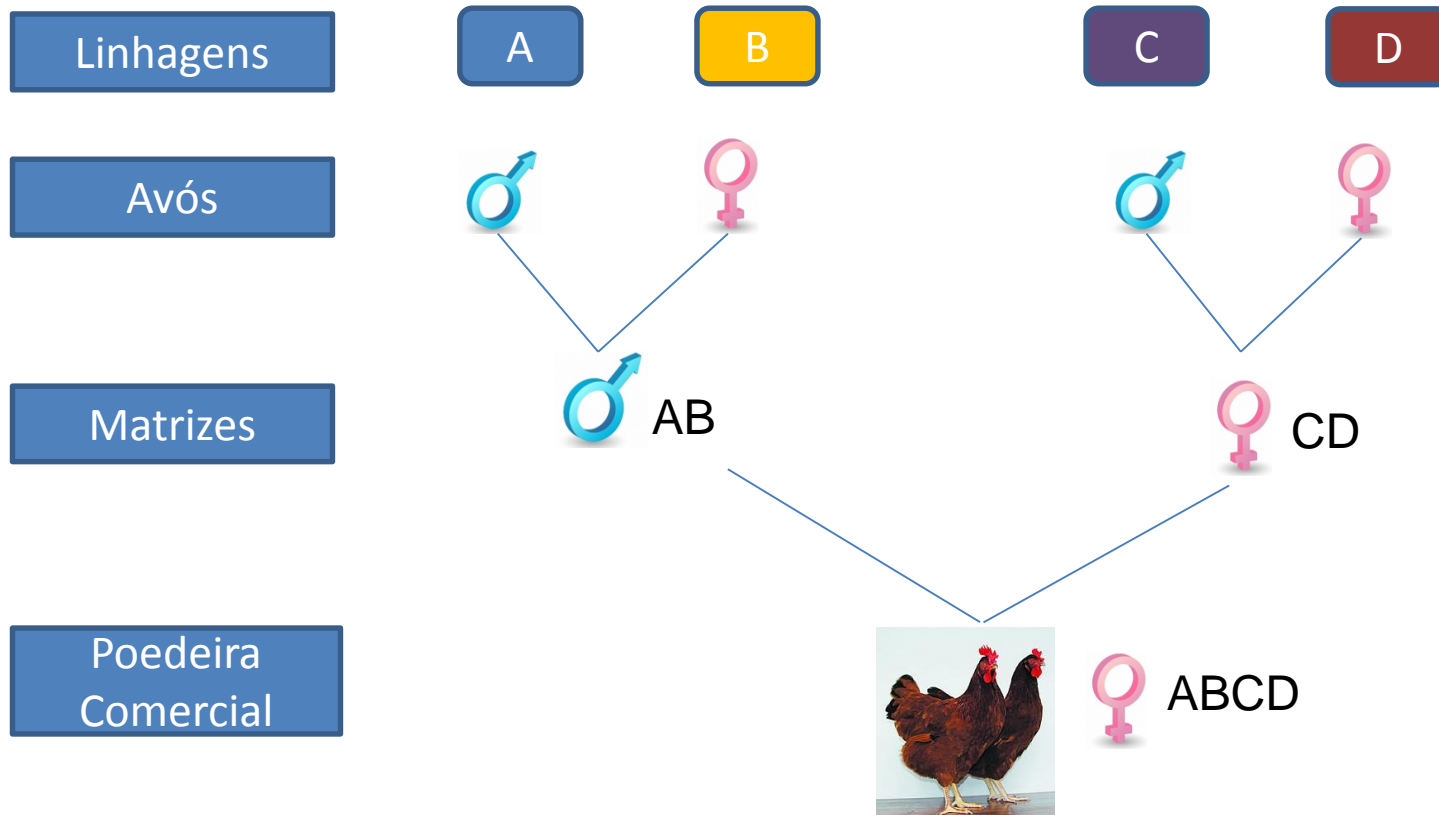 Linhagens
A
B
C
D
Avós
Matrizes
AB
CD
Poedeira
Comercial
ABCD